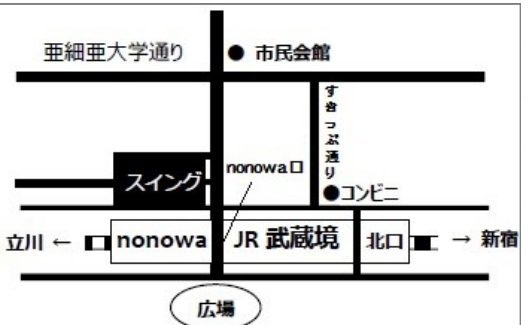 亜細亜大学通り
● 市民会館
すきっぷ通り
nonowa口
スイング
●コンビニ
立川 ←
nonowa
JR 武蔵境
北口
→ 新宿
広場